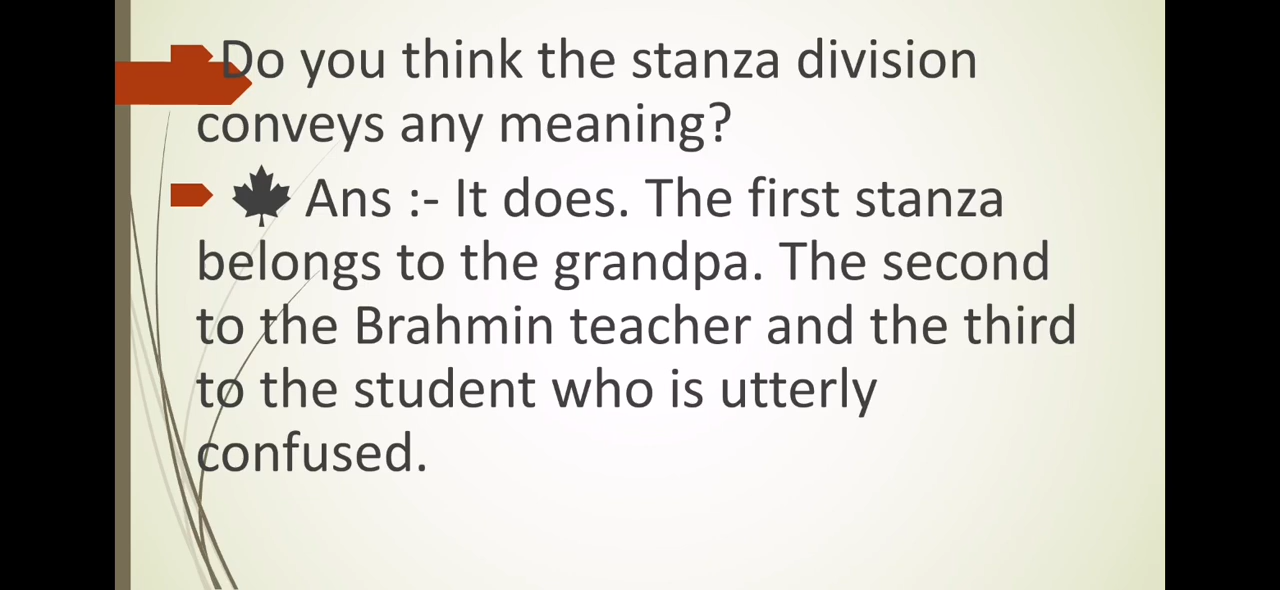 Do you think the stanza division
conveys any meaning?
Ans :- It does. The first stanza
belongs to the grandpa. The second
to the Brahmin teacher and the third
to the student who is utterly
confused.